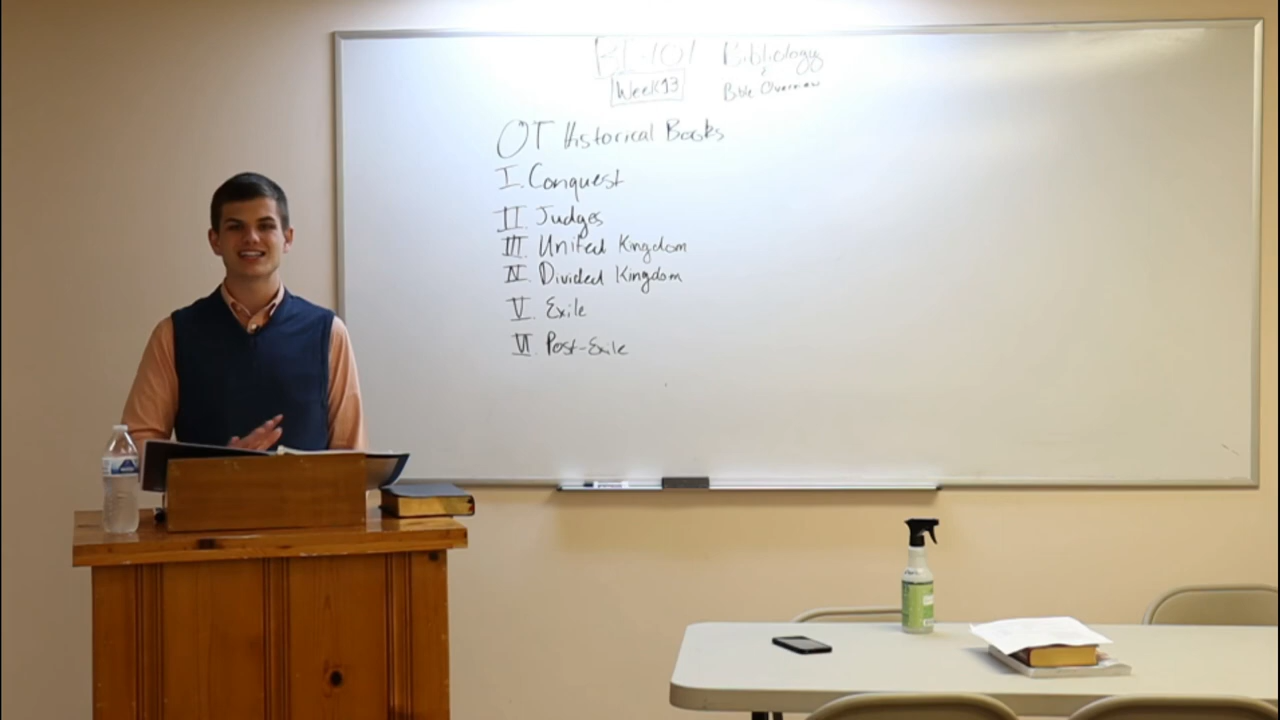 101 Bibliology
Week 13 Bible Overview
OT Historical Books
I. Conquest
II. Judges
III. United Kingdom
IV. Divided Kingdom
V. Exile
VI. Post-Exile